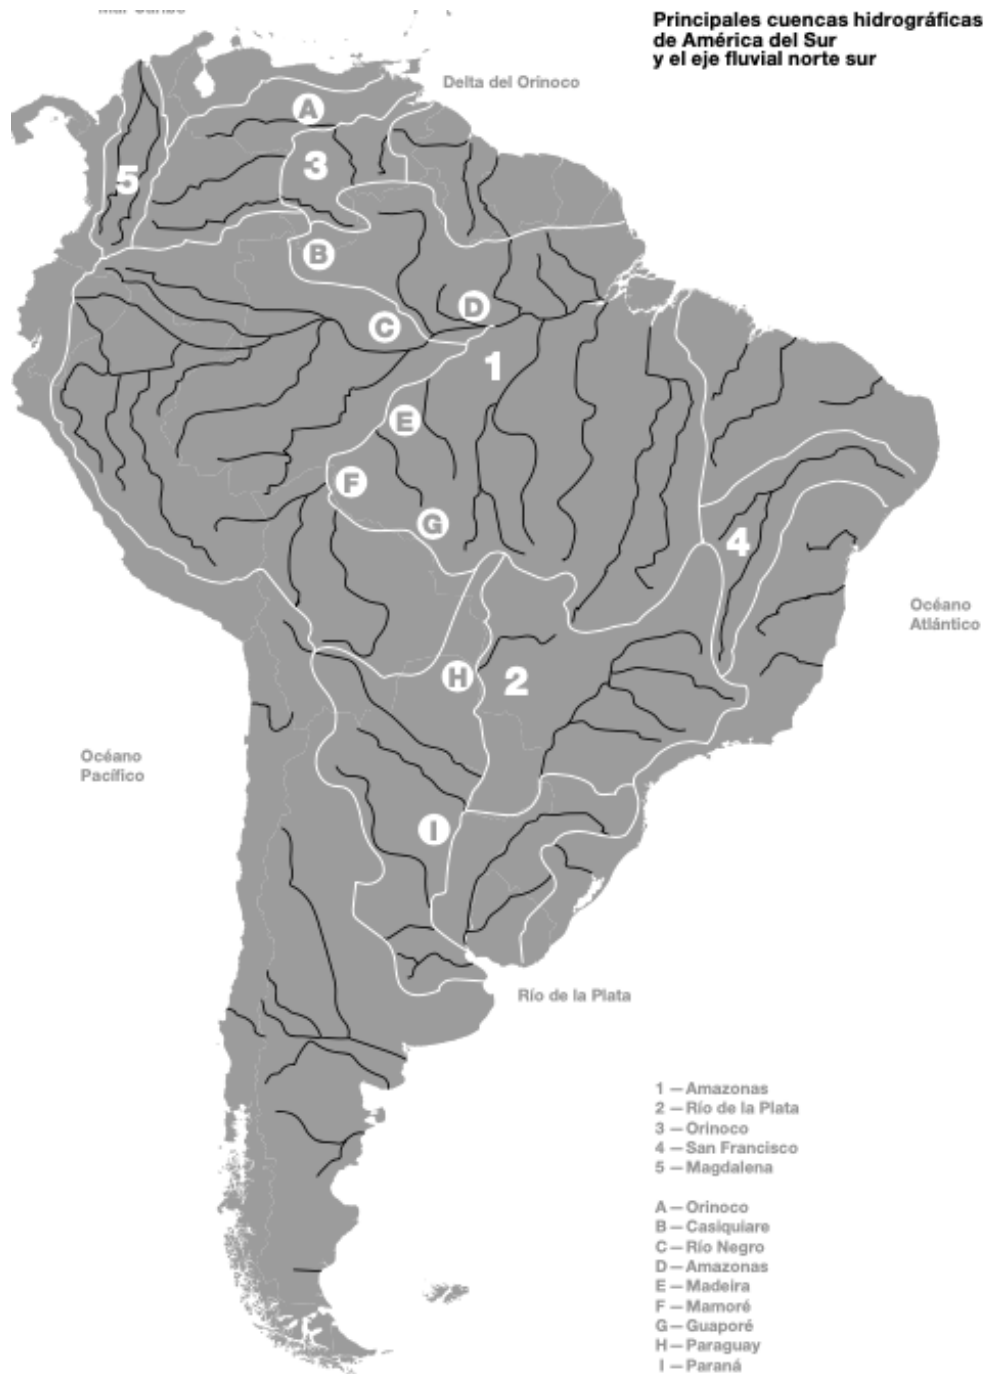 Mar Caribe
Principales cuencas hidrográficas
de América del Sur
y el eje fluvial norte sur
Delta del Orinoco
A
3
5
B
D
C
1
E
F
G
4
Océano
Atlántico
H
2
Océano
Pacífico
I
Río de la Plata
1 — Amazonas
2 — Río de la Plata
3 — Orinoco
4 — San Francisco
5 — Magdalena
A — Orinoco
B — Casiquiare
C — Río Negro
D — Amazonas
E — Madeira
F — Mamoré
G — Guaporé
H — Paraguay
I — Paraná